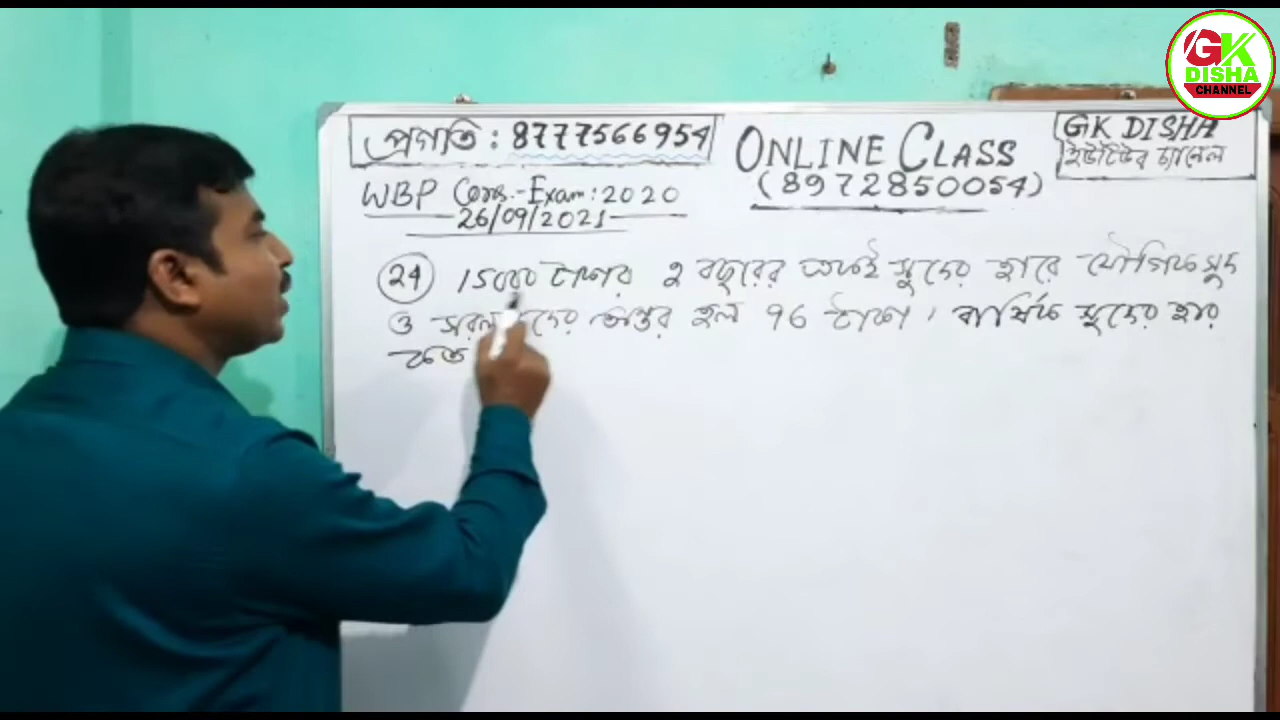 GK
DISHA
CHANNEL
প্রগতি : 8777566954
ONLINE CLASS
(8972850054)
GK DISHA
ইউটিউব চ্যানেল
WBP Cons.-Exam: 2020
26/09/2021
24 15000 টাকার 2 বছরের একই সুদের হারে যৌগিক সুদ
ও সরল সুদের অন্তর হল 96 টাকা। বার্ষিক সুদের হার
কত